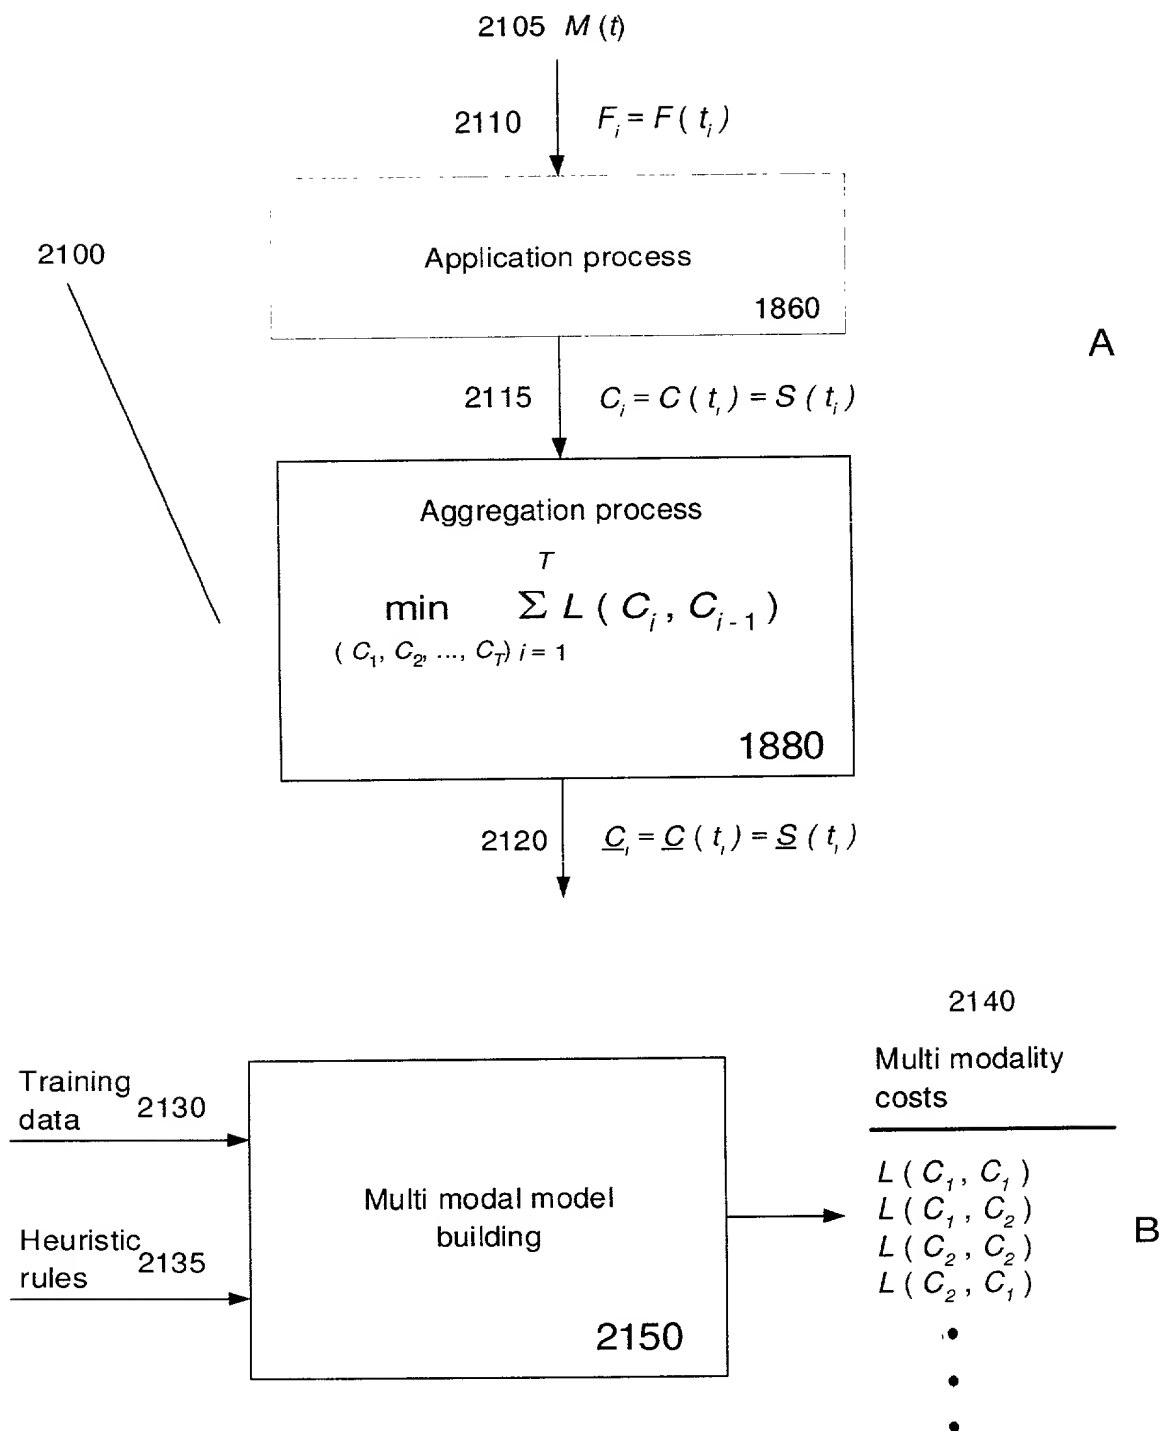 2105 M (t)
2110 F_i = F ( t_i )
2100
Application process
1860
A
2115 C_i = C ( t_i ) = S ( t_i )
Aggregation process
T
min Σ L ( C_i , C_{i-1} )
( C_1, C_2, ..., C_T ) i = 1
1880
2120 C̲_i = C̲ ( t_i ) = S̲ ( t_i )
2140
Multi modality
costs
Training
data 2130
L ( C_1 , C_1 )
Multi modal model
building
L ( C_1 , C_2 )
B
Heuristic
rules 2135
L ( C_2 , C_2 )
L ( C_2 , C_1 )
2150